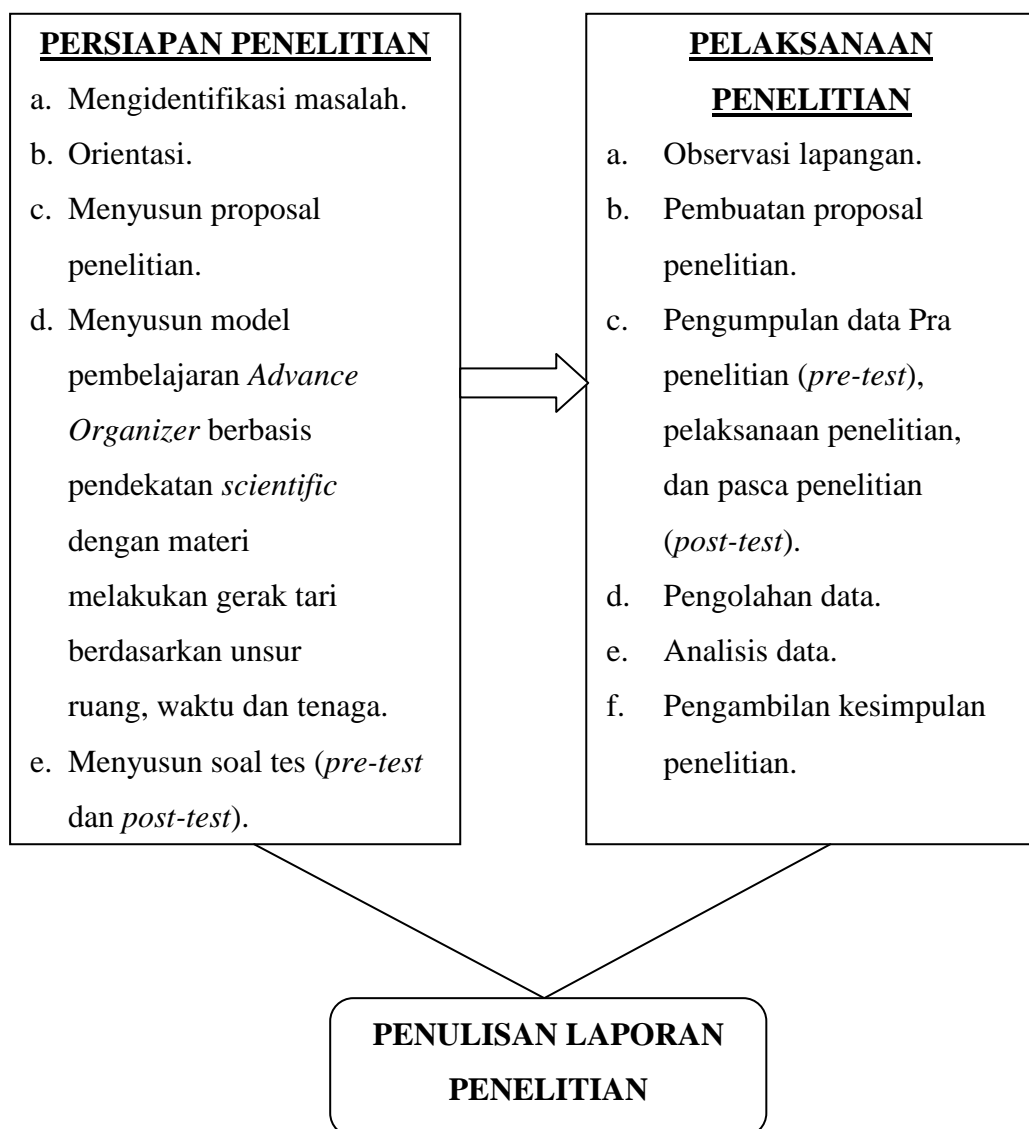 PERSIAPAN PENELITIAN
a. Mengidentifikasi masalah.
b. Orientasi.
c. Menyusun proposal
penelitian.
d. Menyusun model
pembelajaran Advance
Organizer berbasis
pendekatan scientific
dengan materi
melakukan gerak tari
berdasarkan unsur
ruang, waktu dan tenaga.
e. Menyusun soal tes (pre-test
dan post-test).
PELAKSANAAN
PENELITIAN
a. Observasi lapangan.
b. Pembuatan proposal
penelitian.
c. Pengumpulan data Pra
penelitian (pre-test),
pelaksanaan penelitian,
dan pasca penelitian
(post-test).
d. Pengolahan data.
e. Analisis data.
f. Pengambilan kesimpulan
penelitian.
PENULISAN LAPORAN
PENELITIAN